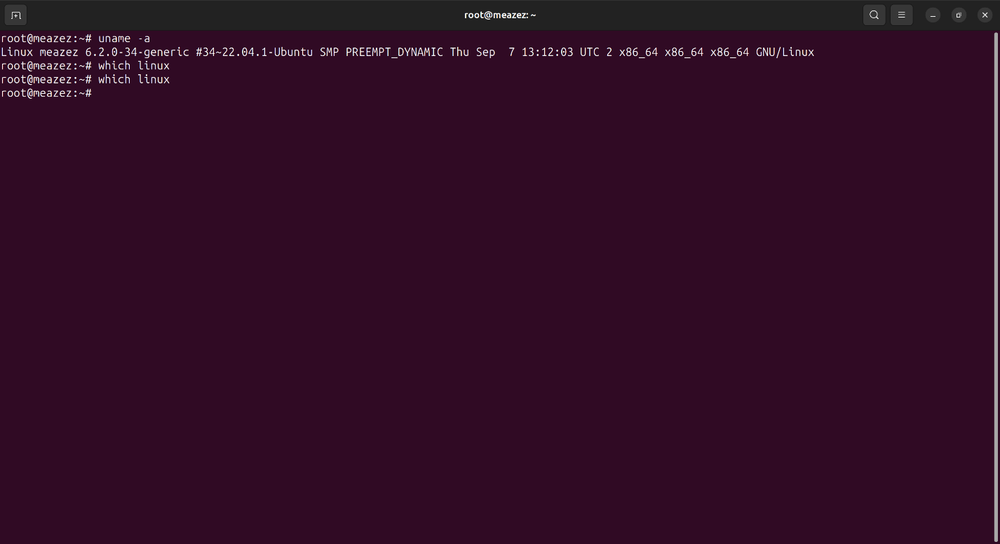 root@meazez: ~
root@meazez:~# uname -a
Linux meazez 6.2.0-34-generic #34~22.04.1-Ubuntu SMP PREEMPT_DYNAMIC Thu Sep  7 13:12:03 UTC 2 x86_64 x86_64 x86_64 GNU/Linux
root@meazez:~# which linux
root@meazez:~# which linux
root@meazez:~#